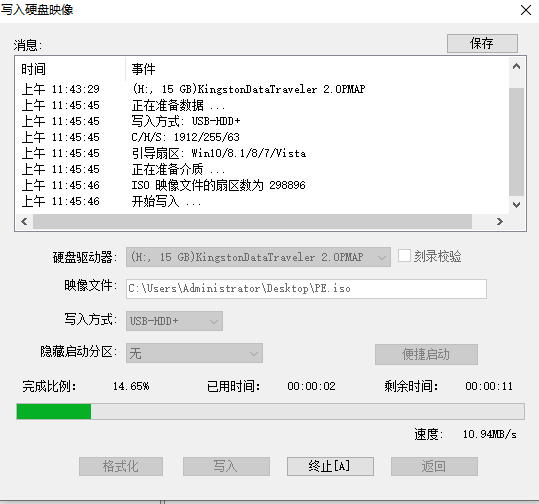 写入硬盘映像
消息:
保存
时间 事件
上午 11:43:29 (H:, 15 GB)KingstonDataTraveler 2.0PMAP
上午 11:45:45 正在准备数据 ...
上午 11:45:45 写入方式: USB-HDD+
上午 11:45:45 C/H/S: 1912/255/63
上午 11:45:45 引导扇区: Win10/8.1/8/7/Vista
上午 11:45:45 正在准备介质 ...
上午 11:45:46 ISO 映像文件的扇区数为 298896
上午 11:45:46 开始写入 ...
硬盘驱动器: (H:, 15 GB)KingstonDataTraveler 2.0PMAP 刻录校验
映像文件: C:\Users\Administrator\Desktop\PE.iso
写入方式: USB-HDD+
隐藏启动分区: 无 便捷启动
完成比例: 14.65% 已用时间: 00:00:02 剩余时间: 00:00:11
速度: 10.94MB/s
格式化 写入 终止[A] 返回